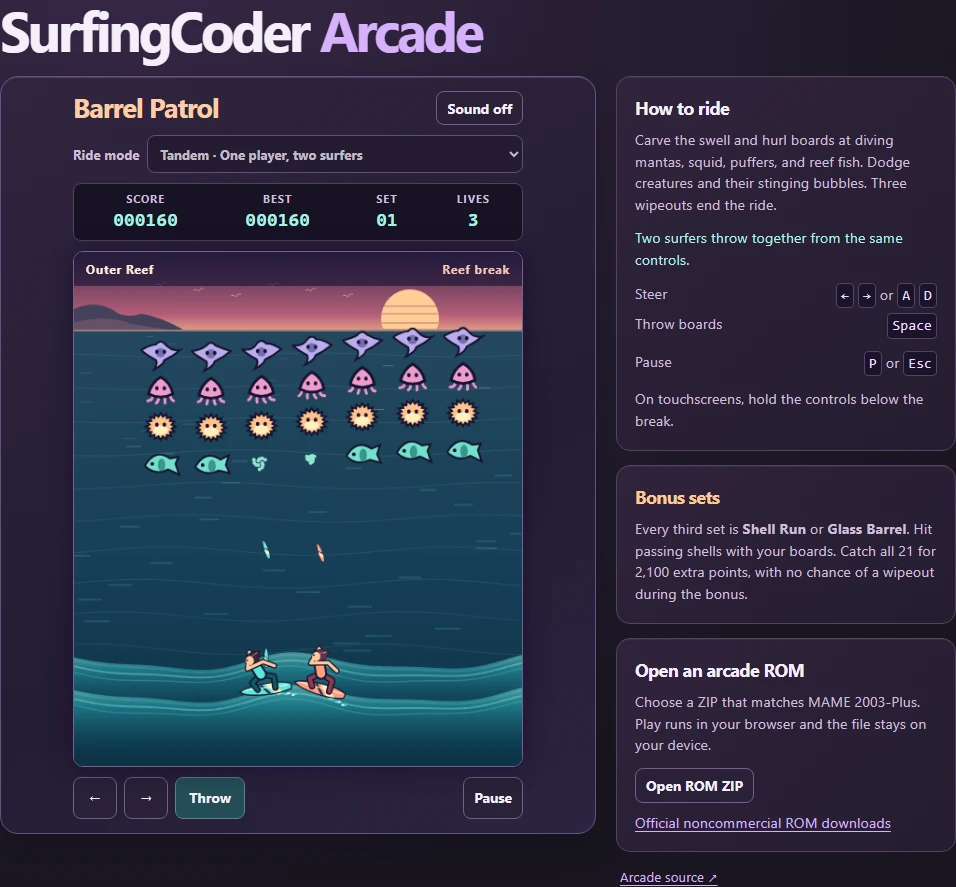 SurfingCoder Arcade
Barrel Patrol
Sound off
Ride mode
Tandem · One player, two surfers
SCORE
000160
BEST
000160
SET
01
LIVES
3
Outer Reef
Reef break
←
→
Throw
Pause
How to ride
Carve the swell and hurl boards at diving
mantas, squid, puffers, and reef fish. Dodge
creatures and their stinging bubbles. Three
wipeouts end the ride.
Two surfers throw together from the same
controls.
Steer ← → or A D
Throw boards Space
Pause P or Esc
On touchscreens, hold the controls below the
break.
Bonus sets
Every third set is Shell Run or Glass Barrel. Hit
passing shells with your boards. Catch all 21 for
2,100 extra points, with no chance of a wipeout
during the bonus.
Open an arcade ROM
Choose a ZIP that matches MAME 2003-Plus.
Play runs in your browser and the file stays on
your device.
Open ROM ZIP
Official noncommercial ROM downloads
Arcade source ↗